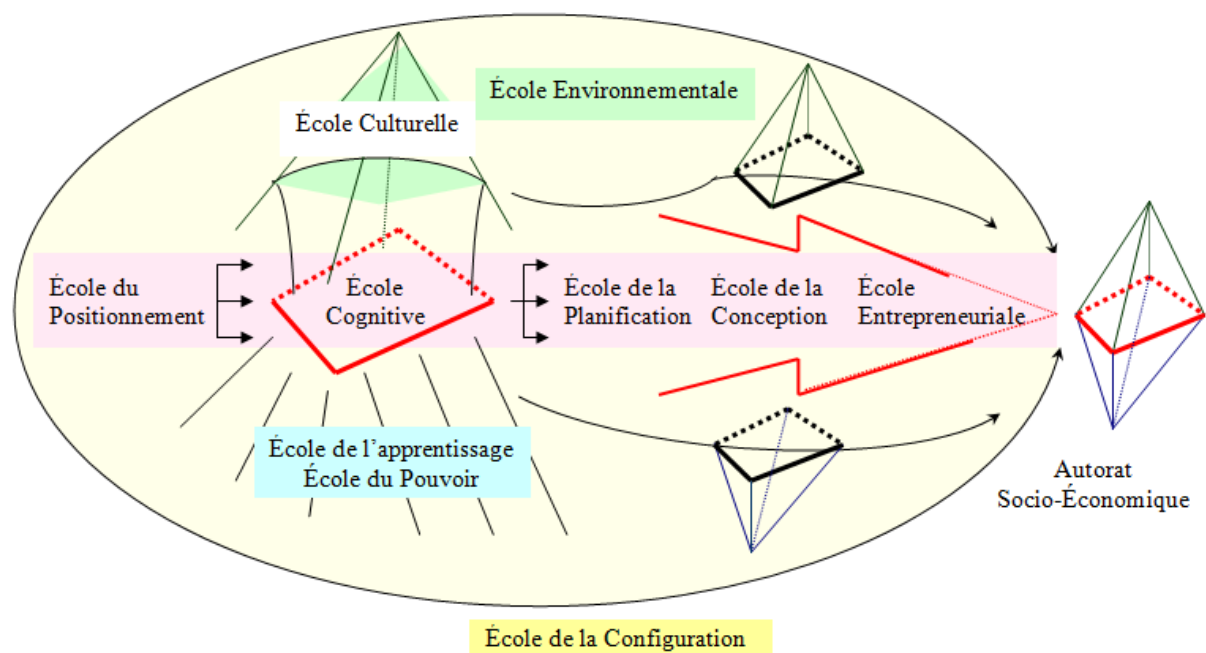 École Environnementale
École Culturelle
École du
Positionnement
École
Cognitive
École de la
Planification
École de la
Conception
École
Entrepreneuriale
École de l'apprentissage
École du Pouvoir
Autorat
Socio-Économique
École de la Configuration